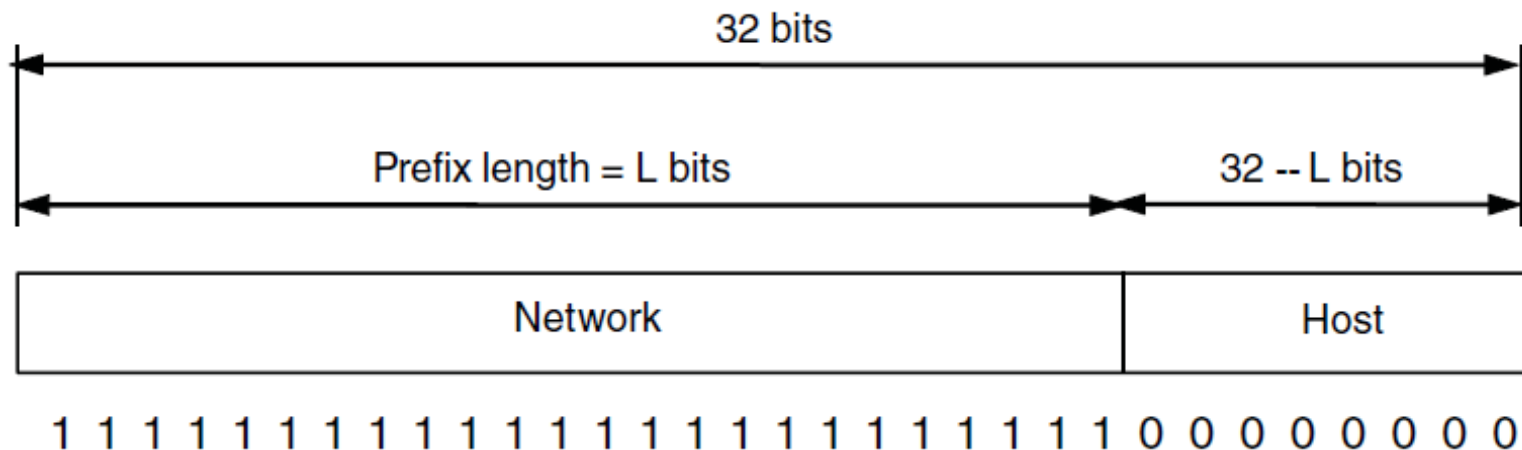 32 bits
Prefix length = L bits 32 -- L bits
Network Host
1 1 1 1 1 1 1 1 1 1 1 1 1 1 1 1 1 1 1 1 1 1 1 1 0 0 0 0 0 0 0 0